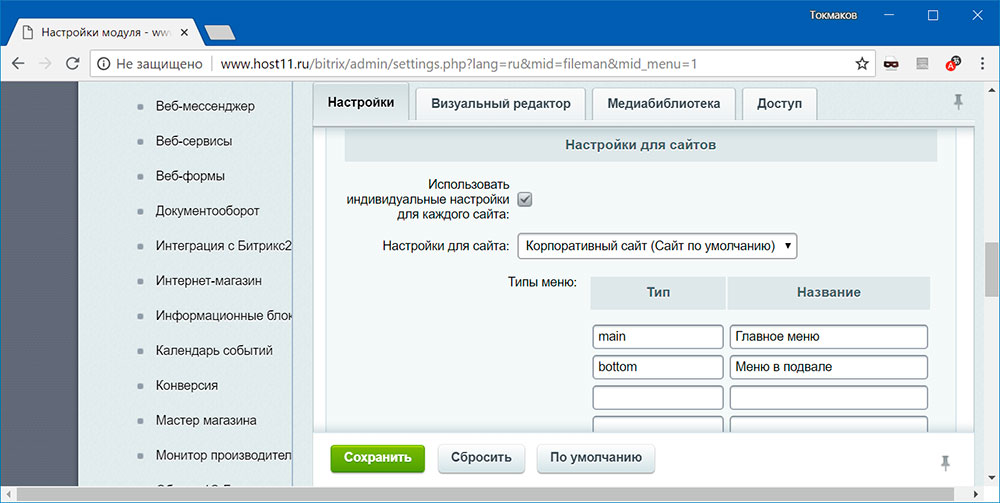 Токмаков
Настройки модуля - www
Не защищено
www.host11.ru/bitrix/admin/settings.php?lang=ru&mid=fileman&mid_menu=1
Веб-мессенджер
Веб-сервисы
Веб-формы
Документооборот
Интеграция с Битрикс2
Интернет-магазин
Информационные блок
Календарь событий
Конверсия
Мастер магазина
Монитор производител
Настройки
Визуальный редактор
Медиабиблиотека
Доступ
Настройки для сайтов
Использовать
индивидуальные настройки
для каждого сайта:
Настройки для сайта:
Корпоративный сайт (Сайт по умолчанию)
Типы меню:
Тип
Название
main
Главное меню
bottom
Меню в подвале
Сохранить
Сбросить
По умолчанию